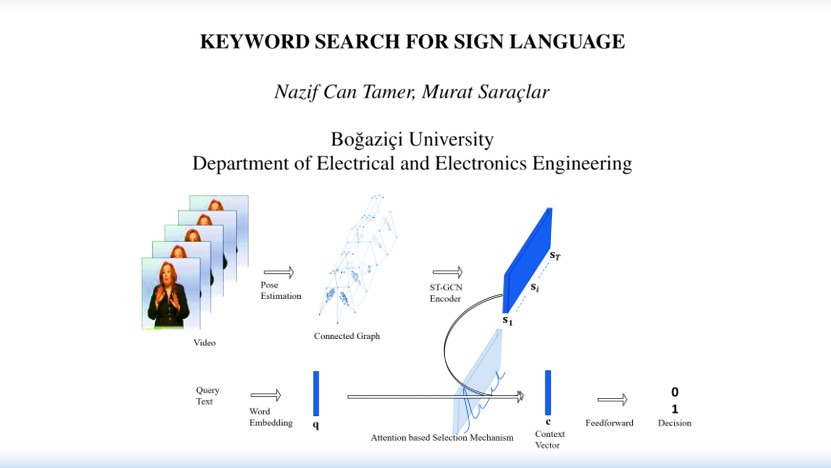 KEYWORD SEARCH FOR SIGN LANGUAGE
Nazif Can Tamer, Murat Saraçlar
Boğaziçi University
Department of Electrical and Electronics Engineering
Pose
Estimation
ST-GCN
Encoder
s_T
s_i
s_1
Connected Graph
Video
Query
Text
Word
Embedding
q
Attention based Selection Mechanism
c
Context
Vector
Feedforward
0
1
Decision